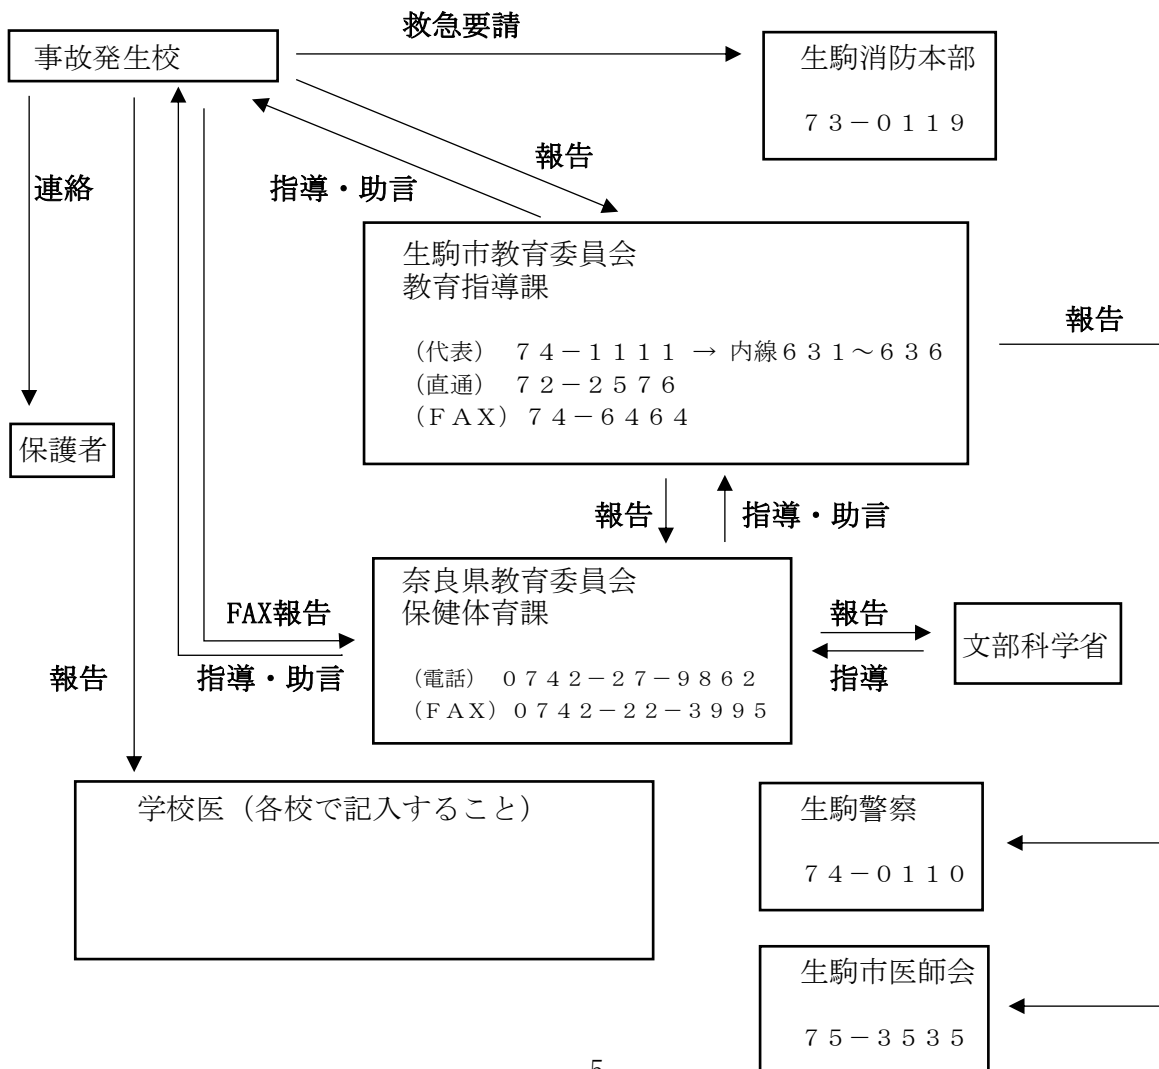 救急要請
事故発生校
生駒消防本部
７３－０１１９
報告
連絡
指導・助言
生駒市教育委員会
教育指導課
（代表） ７４－１１１１ → 内線６３１～６３６
（直通） ７２－２５７６
（ＦＡＸ）７４－６４６４
報告
保護者
報告
指導・助言
奈良県教育委員会
保健体育課
（電話） ０７４２－２７－９８６２
（ＦＡＸ）０７４２－２２－３９９５
FAX報告
指導・助言
報告
報告
指導
文部科学省
学校医（各校で記入すること）
生駒警察
７４－０１１０
生駒市医師会
７５－３５３５
5